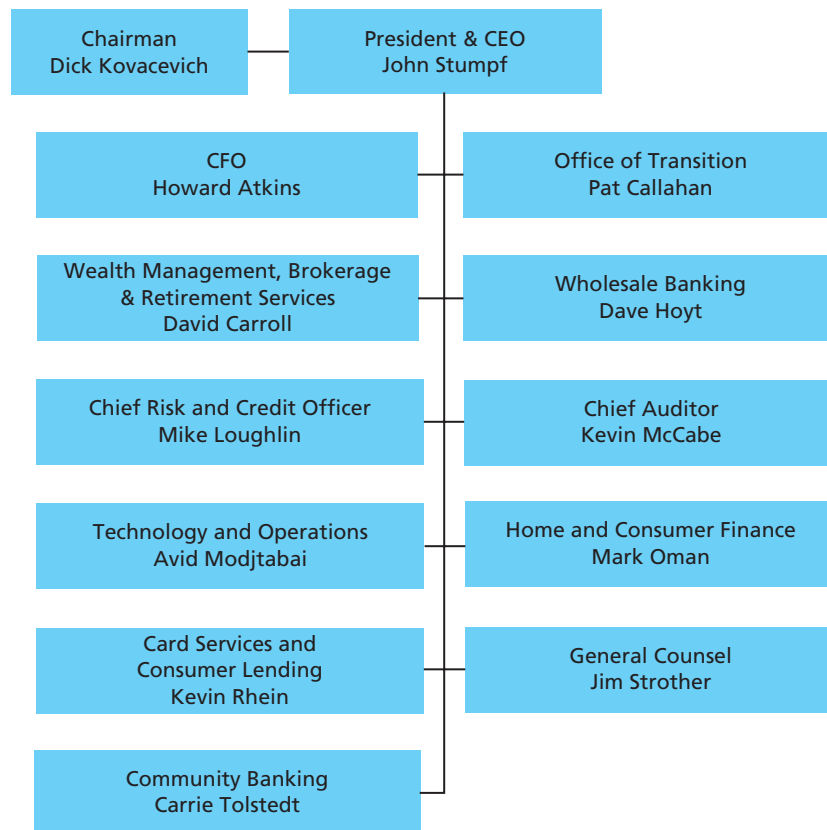 Chairman
Dick Kovacevich
President & CEO
John Stumpf
CFO
Howard Atkins
Office of Transition
Pat Callahan
Wealth Management, Brokerage
& Retirement Services
David Carroll
Wholesale Banking
Dave Hoyt
Chief Risk and Credit Officer
Mike Loughlin
Chief Auditor
Kevin McCabe
Technology and Operations
Avid Modjtabai
Home and Consumer Finance
Mark Oman
Card Services and
Consumer Lending
Kevin Rhein
General Counsel
Jim Strother
Community Banking
Carrie Tolstedt